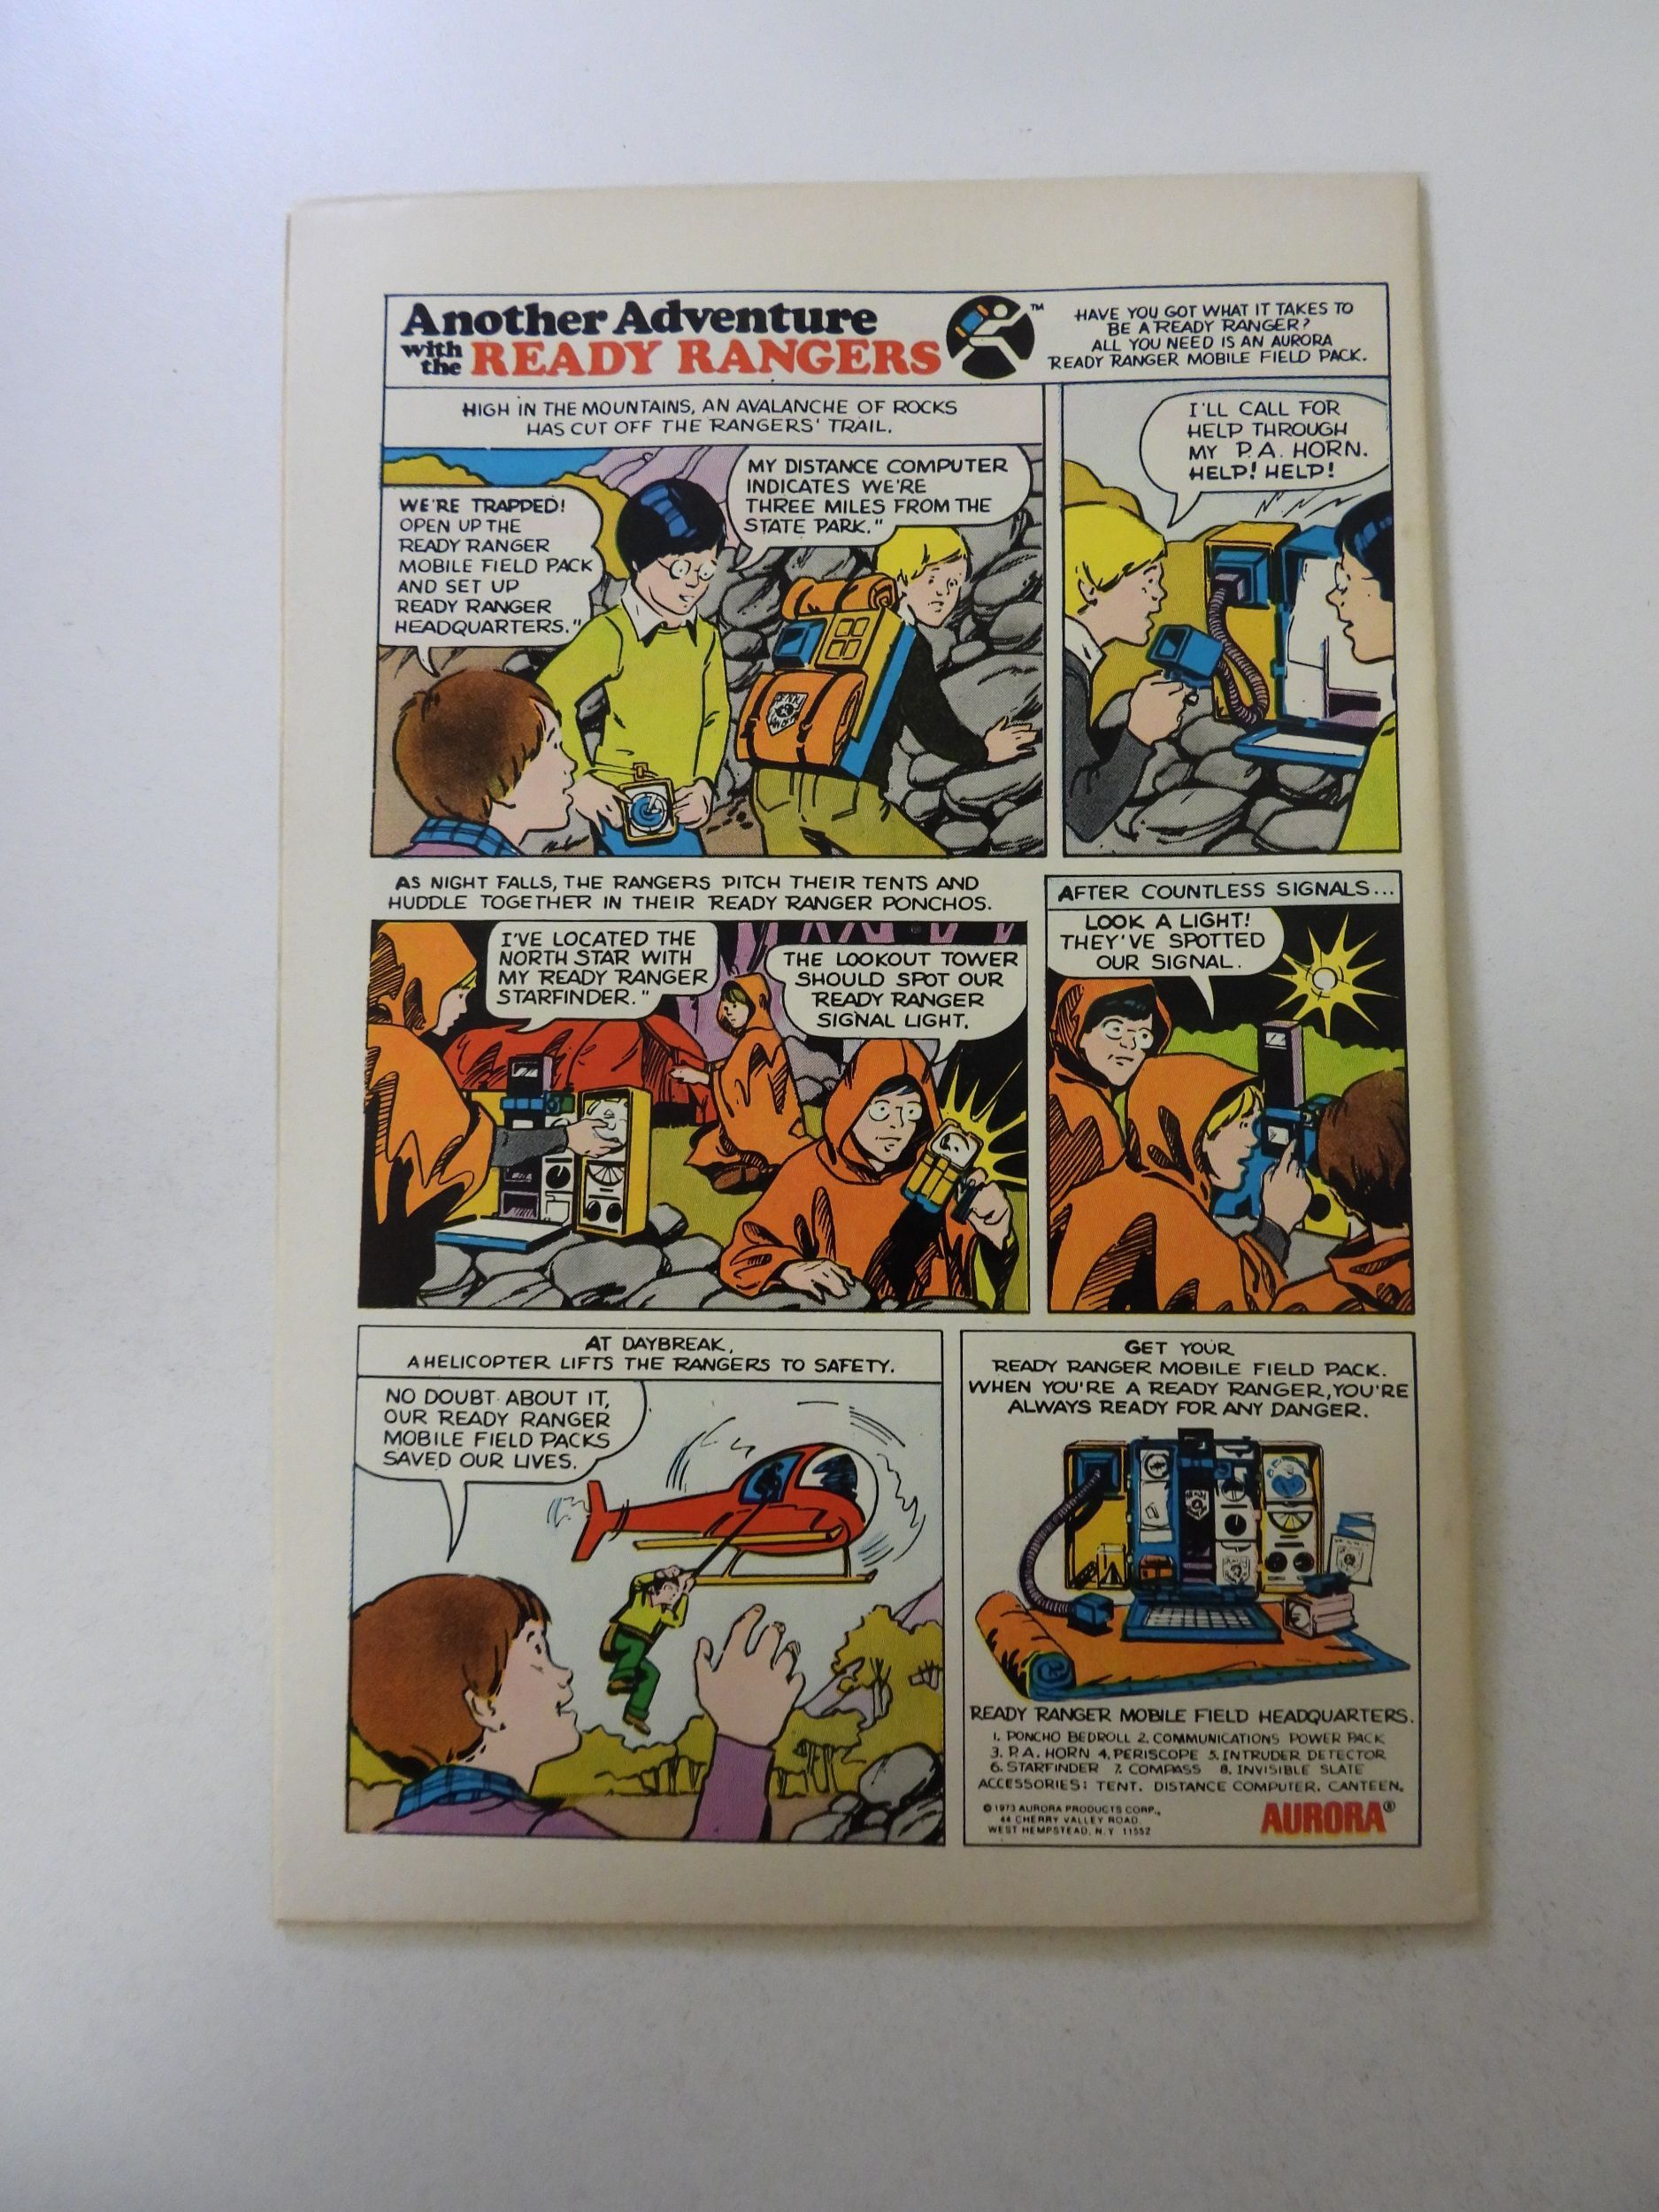 Another Adventure
with the READY RANGERS
™
HAVE YOU GOT WHAT IT TAKES TO
BE A READY RANGER?
ALL YOU NEED IS AN AURORA
READY RANGER MOBILE FIELD PACK.
HIGH IN THE MOUNTAINS, AN AVALANCHE OF ROCKS
HAS CUT OFF THE RANGERS' TRAIL.
WE'RE TRAPPED!
OPEN UP THE
READY RANGER
MOBILE FIELD PACK
AND SET UP
READY RANGER
HEADQUARTERS."
MY DISTANCE COMPUTER
INDICATES WE'RE
THREE MILES FROM THE
STATE PARK."
I'LL CALL FOR
HELP THROUGH
MY P.A. HORN.
HELP! HELP!
AS NIGHT FALLS, THE RANGERS PITCH THEIR TENTS AND
HUDDLE TOGETHER IN THEIR READY RANGER PONCHOS.
I'VE LOCATED THE
NORTH STAR WITH
MY READY RANGER
STARFINDER."
THE LOOKOUT TOWER
SHOULD SPOT OUR
READY RANGER
SIGNAL LIGHT.
AFTER COUNTLESS SIGNALS...
LOOK A LIGHT!
THEY'VE SPOTTED
OUR SIGNAL.
AT DAYBREAK,
A HELICOPTER LIFTS THE RANGERS TO SAFETY.
NO DOUBT ABOUT IT,
OUR READY RANGER
MOBILE FIELD PACKS
SAVED OUR LIVES.
GET YOUR
READY RANGER MOBILE FIELD PACK.
WHEN YOU'RE A READY RANGER, YOU'RE
ALWAYS READY FOR ANY DANGER.
READY RANGER MOBILE FIELD HEADQUARTERS.
1. PONCHO BEDROLL 2. COMMUNICATIONS POWER PACK
3. P.A. HORN 4. PERISCOPE 5. INTRUDER DETECTOR
6. STARFINDER 7. COMPASS 8. INVISIBLE SLATE
ACCESSORIES: TENT, DISTANCE COMPUTER, CANTEEN.
© 1973 AURORA PRODUCTS CORP.,
44 CHERRY VALLEY ROAD,
WEST HEMPSTEAD, N.Y. 11552
AURORA®